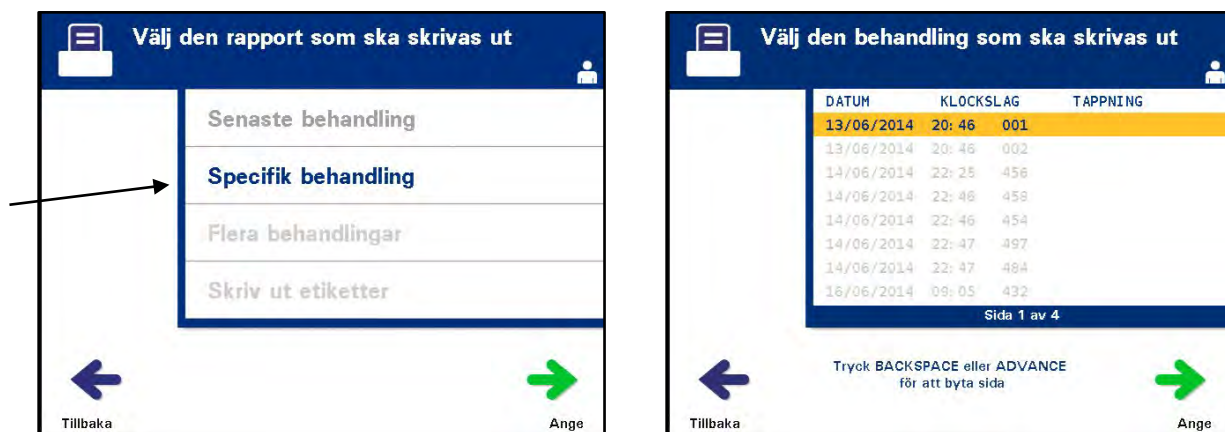 Välj den rapport som ska skrivas ut
Senaste behandling
Specifik behandling
Flera behandlingar
Skriv ut etiketter
Tillbaka
Ange
Välj den behandling som ska skrivas ut
DATUM KLOCKSLAG TAPPNING
13/06/2014 20:46 001
13/06/2014 20:46 002
14/06/2014 22:25 456
14/06/2014 22:46 458
14/06/2014 22:46 454
14/06/2014 22:47 497
14/06/2014 22:47 484
16/06/2014 09:05 432
Sida 1 av 4
Tryck BACKSPACE eller ADVANCE
för att byta sida
Tillbaka
Ange